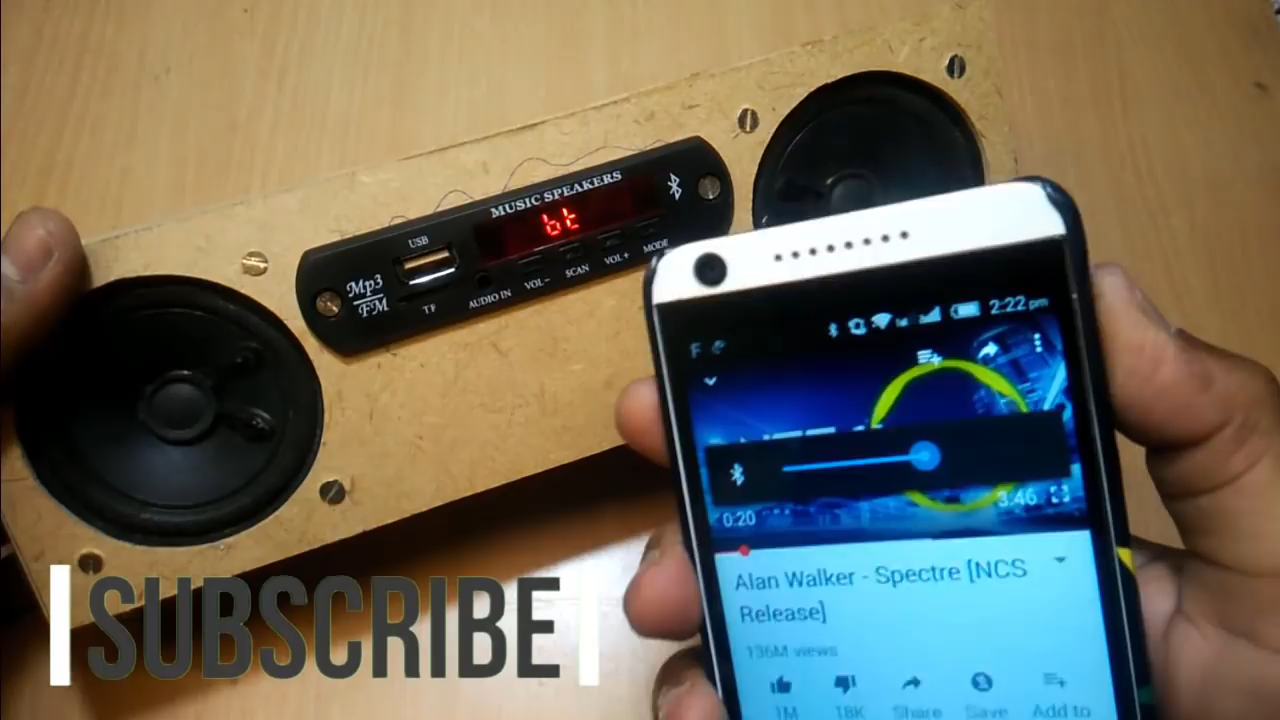 MUSIC SPEAKERS
bt
USB
Mp3
FM
TF
AUDIO IN
VOL-
SCAN
VOL+
MODE
2:22 pm
0:20
3:46
Alan Walker - Spectre [NCS
Release]
136M views
1M
18K
Share
Save
Add to
SUBSCRIBE